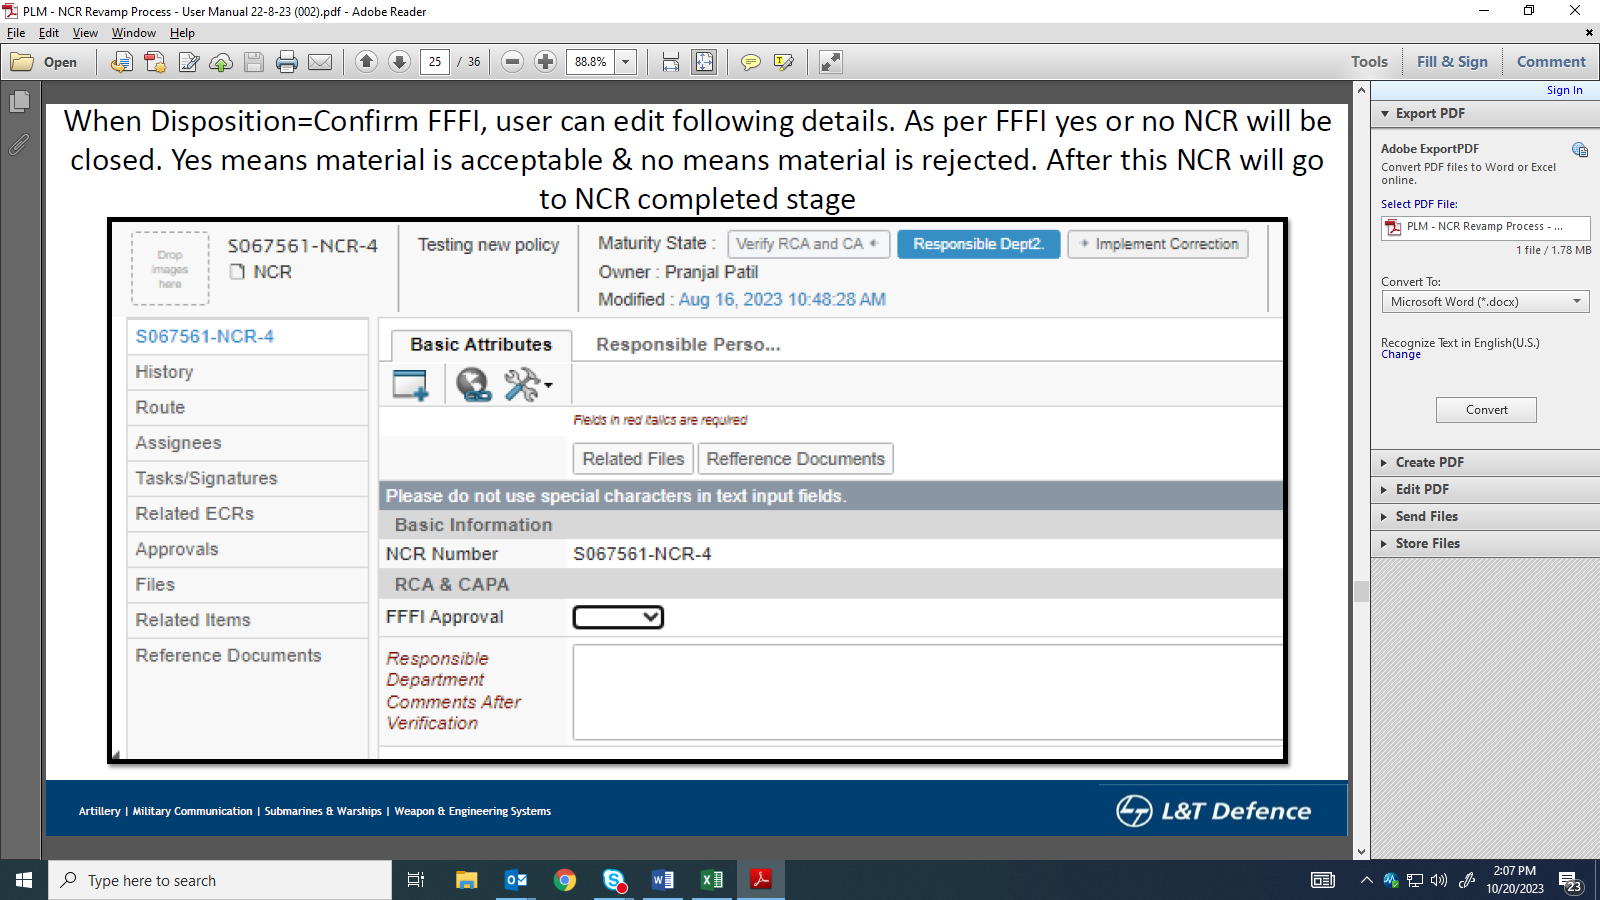 PLM - NCR Revamp Process - User Manual 22-8-23 (002).pdf - Adobe Reader
File Edit View Window Help
Open 25 / 36 88.8% Tools Fill & Sign Comment
Sign In
When Disposition=Confirm FFFI, user can edit following details. As per FFFI yes or no NCR will be
closed. Yes means material is acceptable & no means material is rejected. After this NCR will go
to NCR completed stage
Drop
images
here
S067561-NCR-4
NCR
Testing new policy
Maturity State : Verify RCA and CA Responsible Dept2. Implement Correction
Owner : Pranjal Patil
Modified : Aug 16, 2023 10:48:28 AM
S067561-NCR-4
History
Route
Assignees
Tasks/Signatures
Related ECRs
Approvals
Files
Related Items
Reference Documents
Basic Attributes Responsible Perso...
Fields in red italics are required
Related Files Refference Documents
Please do not use special characters in text input fields.
Basic Information
NCR Number S067561-NCR-4
RCA & CAPA
FFFI Approval
Responsible
Department
Comments After
Verification
Artillery | Military Communication | Submarines & Warships | Weapon & Engineering Systems
L&T Defence
Export PDF
Adobe ExportPDF
Convert PDF files to Word or Excel
online.
Select PDF File:
PLM - NCR Revamp Process - ...
1 file / 1.78 MB
Convert To:
Microsoft Word (*.docx)
Recognize Text in English(U.S.)
Change
Convert
Create PDF
Edit PDF
Send Files
Store Files
Type here to search
2:07 PM
10/20/2023
23